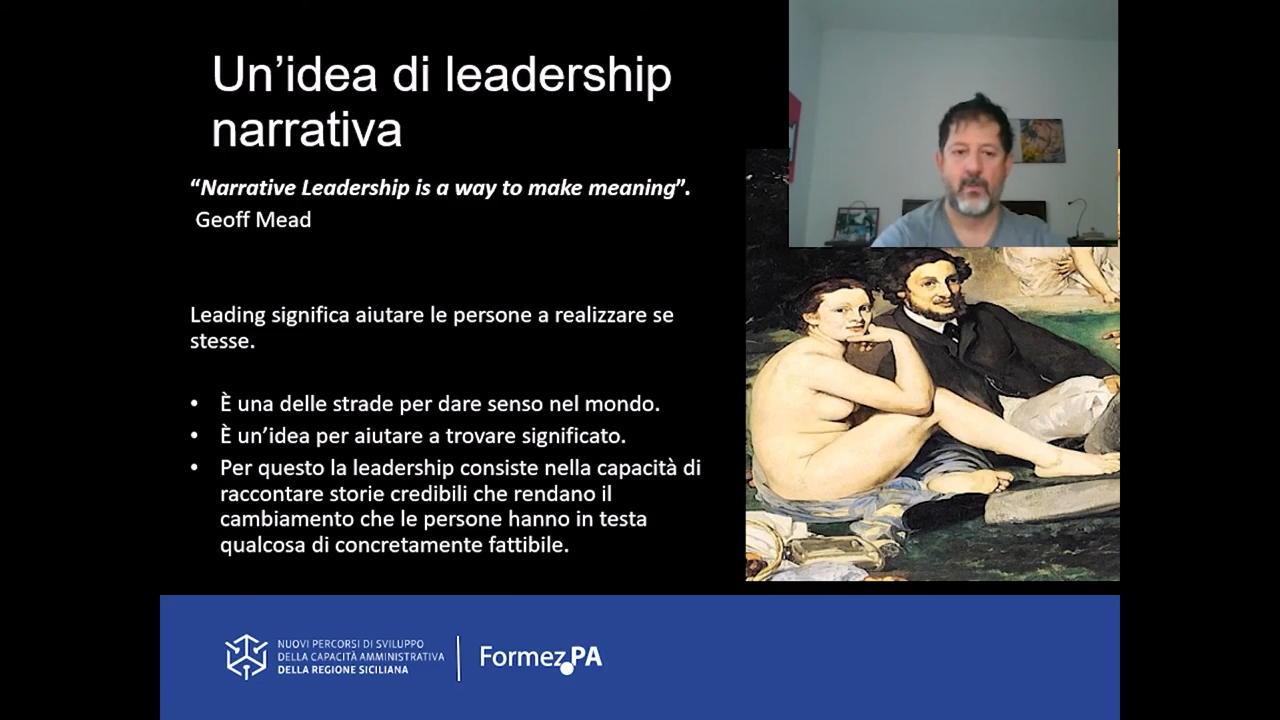 Un’idea di leadership
narrativa
“Narrative Leadership is a way to make meaning”.
Geoff Mead
Leading significa aiutare le persone a realizzare se
stesse.
• È una delle strade per dare senso nel mondo.
• È un’idea per aiutare a trovare significato.
• Per questo la leadership consiste nella capacità di
raccontare storie credibili che rendano il
cambiamento che le persone hanno in testa
qualcosa di concretamente fattibile.
NUOVI PERCORSI DI SVILUPPO
DELLA CAPACITÀ AMMINISTRATIVA
DELLA REGIONE SICILIANA
Formez.PA